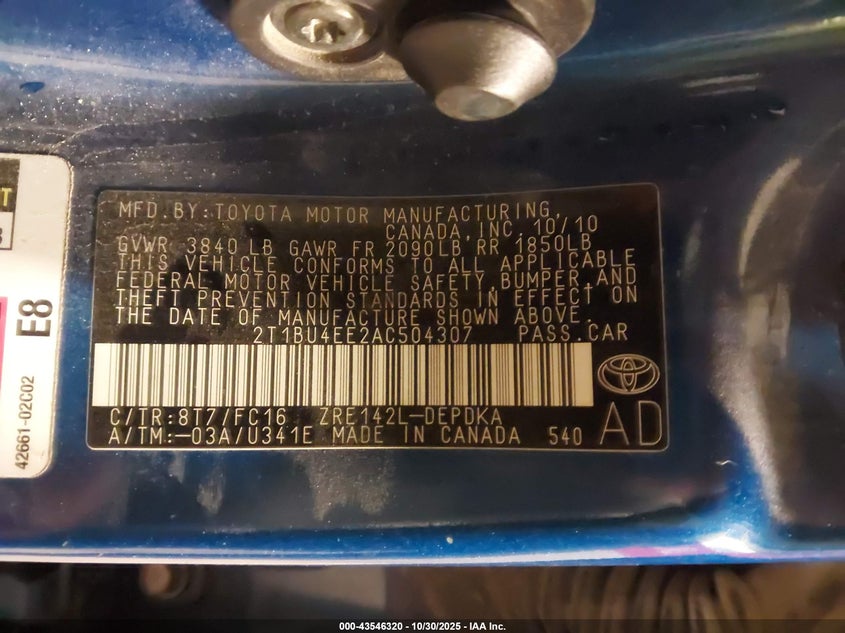 MFD.BY:TOYOTA MOTOR MANUFACTURING,
CANADA,INC. 10/10
GVWR 3840 LB GAWR FR 2090LB,RR 1850LB
THIS VEHICLE CONFORMS TO ALL APPLICABLE
FEDERAL MOTOR VEHICLE SAFETY,BUMPER,AND
THEFT PREVENTION STANDARDS IN EFFECT ON
THE DATE OF MANUFACTURE SHOWN ABOVE.
2T1BU4EE2AC504307 PASS.CAR
C/TR:8T7/FC16 ZRE142L-DEPDKA
A/TM:-03A/U341E MADE IN CANADA 540
AD
E8
42661-02C02
000-43546320 - 10/30/2025 - IAA Inc.